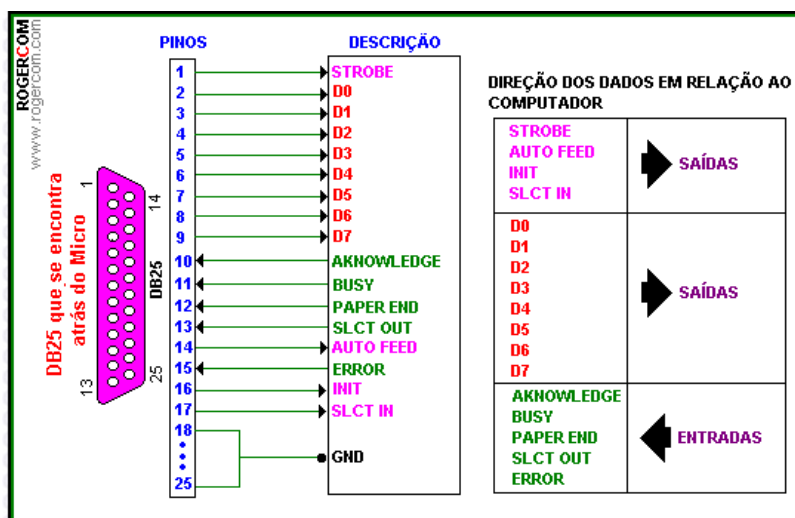 ROGERCOM
www.rogercom.com
DB25 que se encontra
atrás do Micro
1
14
13
25
DB25
PINOS
DESCRIÇÃO
1 STROBE
2 D0
3 D1
4 D2
5 D3
6 D4
7 D5
8 D6
9 D7
10 AKNOWLEDGE
11 BUSY
12 PAPER END
13 SLCT OUT
14 AUTO FEED
15 ERROR
16 INIT
17 SLCT IN
18
GND
25
DIREÇÃO DOS DADOS EM RELAÇÃO AO
COMPUTADOR
STROBE
AUTO FEED
INIT
SLCT IN
SAÍDAS
D0
D1
D2
D3
D4
D5
D6
D7
SAÍDAS
AKNOWLEDGE
BUSY
PAPER END
SLCT OUT
ERROR
ENTRADAS